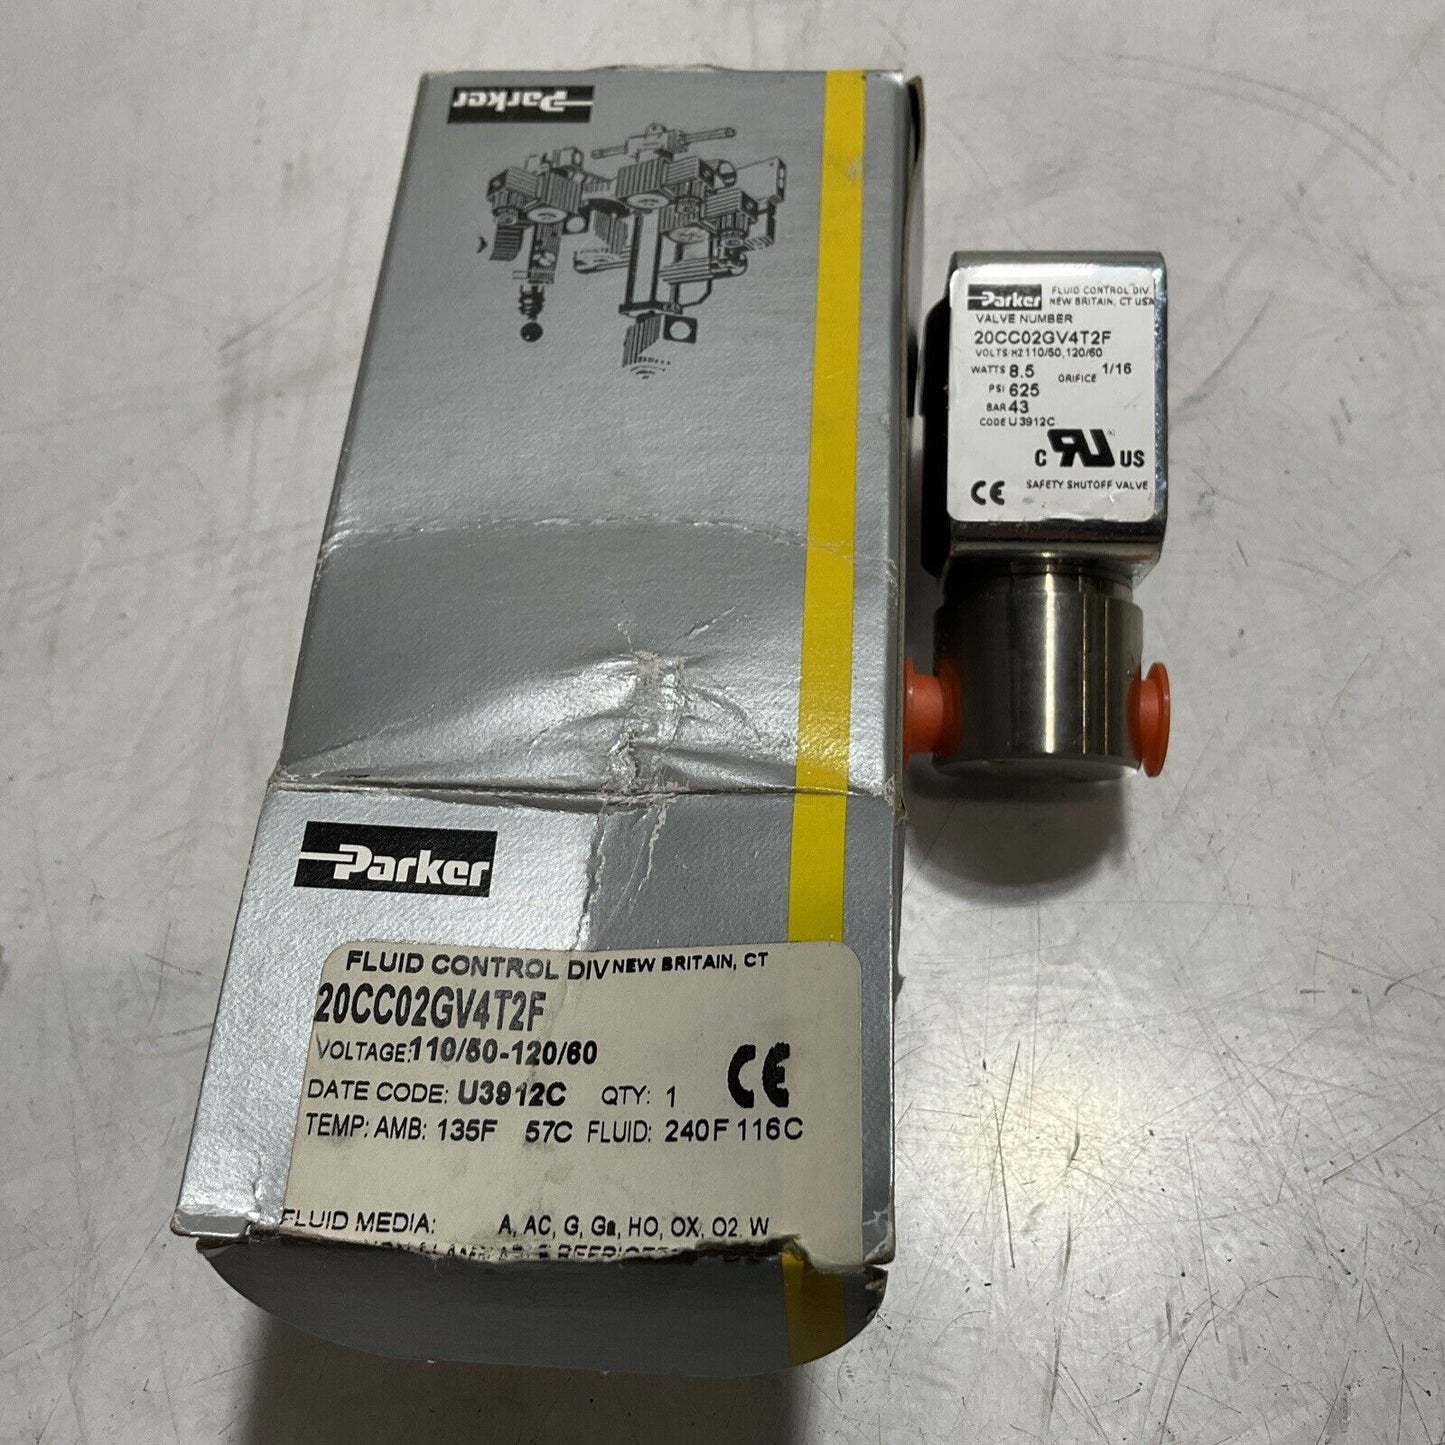 Parker
Parker
FLUID CONTROL DIV NEW BRITAIN, CT
20CC02GV4T2F
VOLTAGE: 110/50-120/60
DATE CODE: U3912C QTY: 1 CE
TEMP: AMB: 135F 57C FLUID: 240F 116C
FLUID MEDIA: A, AC, G, Ga, HO, OX, O2, W
Parker FLUID CONTROL DIV
NEW BRITAIN, CT USA
VALVE NUMBER
20CC02GV4T2F
VOLTS/HZ 110/50, 120/60
WATTS 8.5 ORIFICE 1/16
PSI 625
BAR 43
CODE U3912C
C RU ® US
CE SAFETY SHUTOFF VALVE